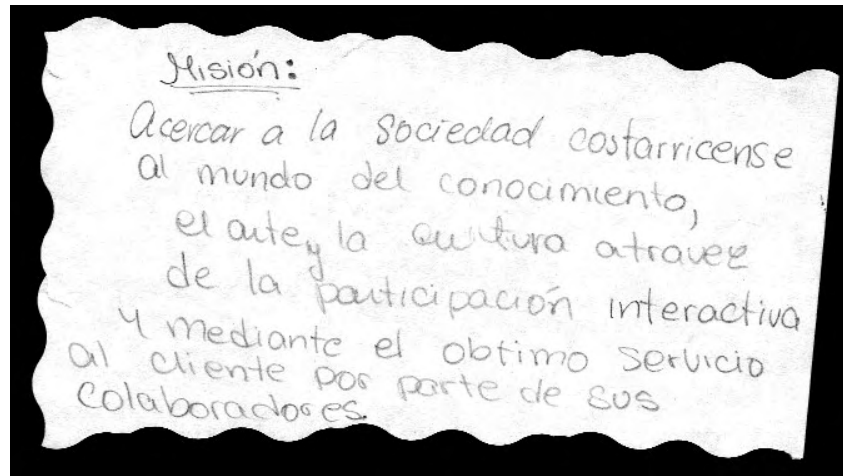 Misión:
Acercar a la sociedad costarricense
al mundo del conocimiento,
el arte, y la cultura atravez
de la participación interactiva
y mediante el obtimo servicio
al cliente por parte de sus
colaboradores.